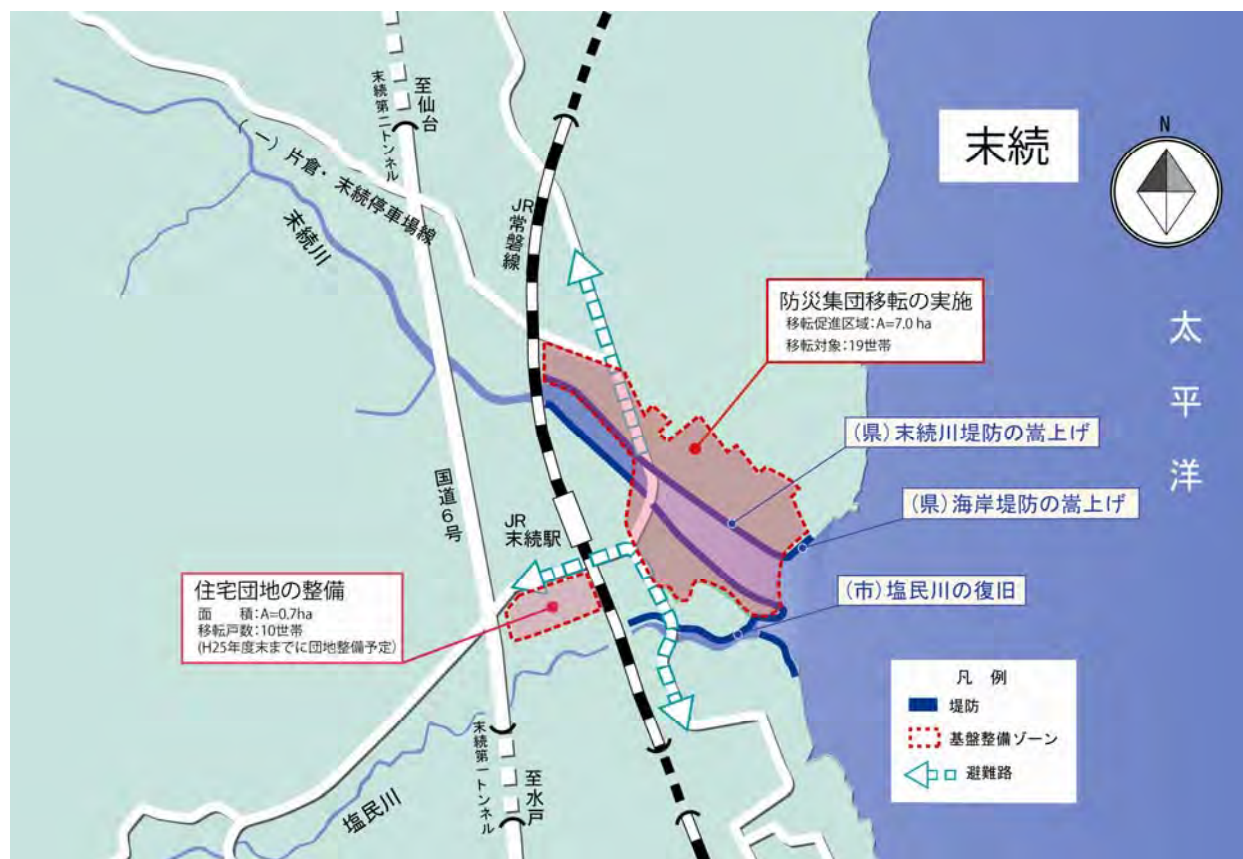 末続
N
太平洋
至仙台
末続第二トンネル
(一)片倉・末続停車場線
末続川
JR常磐線
防災集団移転の実施
移転促進区域:A=7.0 ha
移転対象:19世帯
(県)末続川堤防の嵩上げ
(県)海岸堤防の嵩上げ
(市)塩民川の復旧
国道6号
JR
末続駅
住宅団地の整備
面　積:A=0.7ha
移転戸数:10世帯
(H25年度末までに団地整備予定)
凡 例
堤防
基盤整備ゾーン
避難路
末続第一トンネル
至水戸
塩民川